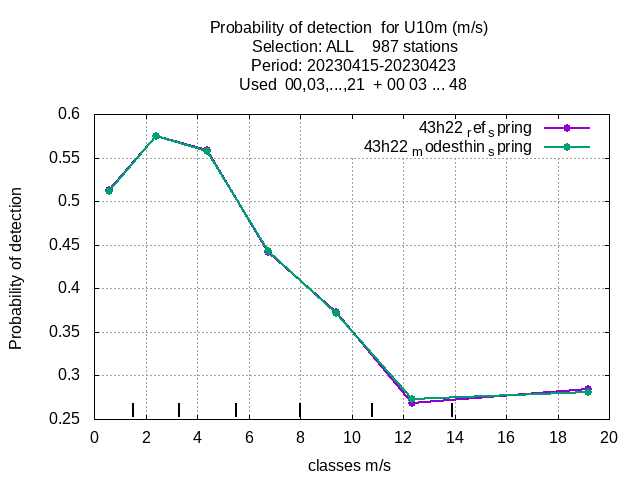 Probability of detection  for U10m (m/s)
Selection: ALL    987 stations
Period: 20230415-20230423
Used  00,03,...,21  + 00 03 ... 48
43h22 ref spring
43h22 modesthin spring
Probability of detection
0.6
0.55
0.5
0.45
0.4
0.35
0.3
0.25
0 2 4 6 8 10 12 14 16 18 20
classes m/s